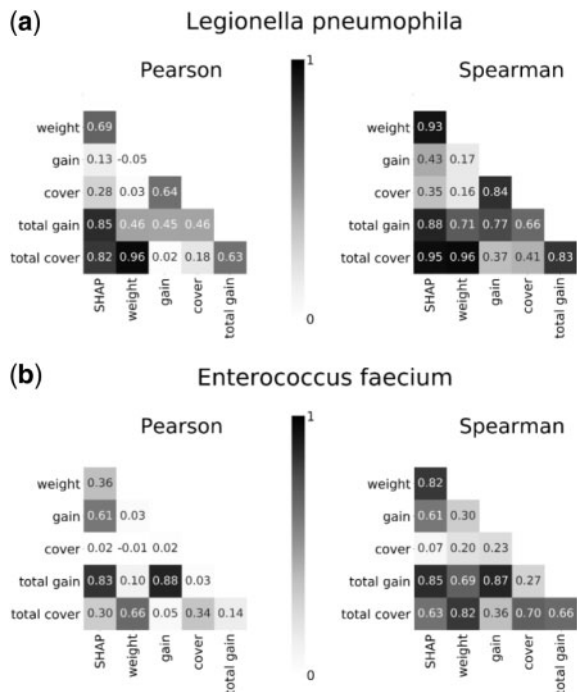 (a)
Legionella pneumophila
Pearson
Spearman
1
0
weight 0.69
gain 0.13 -0.05
cover 0.28 0.03 0.64
total gain 0.85 0.46 0.45 0.46
total cover 0.82 0.96 0.02 0.18 0.63
SHAP weight gain cover total gain
weight 0.93
gain 0.43 0.17
cover 0.35 0.16 0.84
total gain 0.88 0.71 0.77 0.66
total cover 0.95 0.96 0.37 0.41 0.83
SHAP weight gain cover total gain
(b)
Enterococcus faecium
Pearson
Spearman
1
0
weight 0.36
gain 0.61 0.03
cover 0.02 -0.01 0.02
total gain 0.83 0.10 0.88 0.03
total cover 0.30 0.66 0.05 0.34 0.14
SHAP weight gain cover total gain
weight 0.82
gain 0.61 0.30
cover 0.07 0.20 0.23
total gain 0.85 0.69 0.87 0.27
total cover 0.63 0.82 0.36 0.70 0.66
SHAP weight gain cover total gain